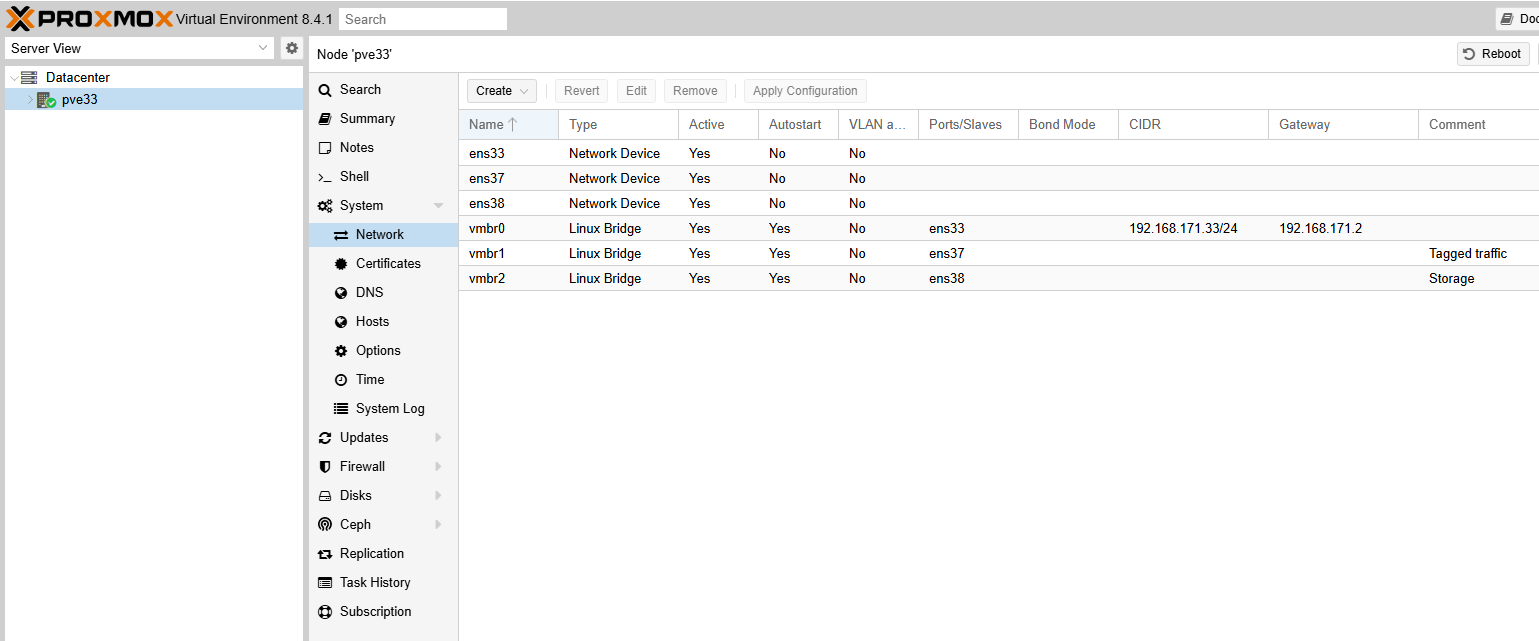 PROXMOX Virtual Environment 8.4.1 Search
Server View
Datacenter
pve33
Node 'pve33'
Reboot
Search
Summary
Notes
Shell
System
Network
Certificates
DNS
Hosts
Options
Time
System Log
Updates
Firewall
Disks
Ceph
Replication
Task History
Subscription
Create Revert Edit Remove Apply Configuration
Name Type Active Autostart VLAN a... Ports/Slaves Bond Mode CIDR Gateway Comment
ens33 Network Device Yes No No
ens37 Network Device Yes No No
ens38 Network Device Yes No No
vmbr0 Linux Bridge Yes Yes No ens33 192.168.171.33/24 192.168.171.2
vmbr1 Linux Bridge Yes Yes No ens37 Tagged traffic
vmbr2 Linux Bridge Yes Yes No ens38 Storage